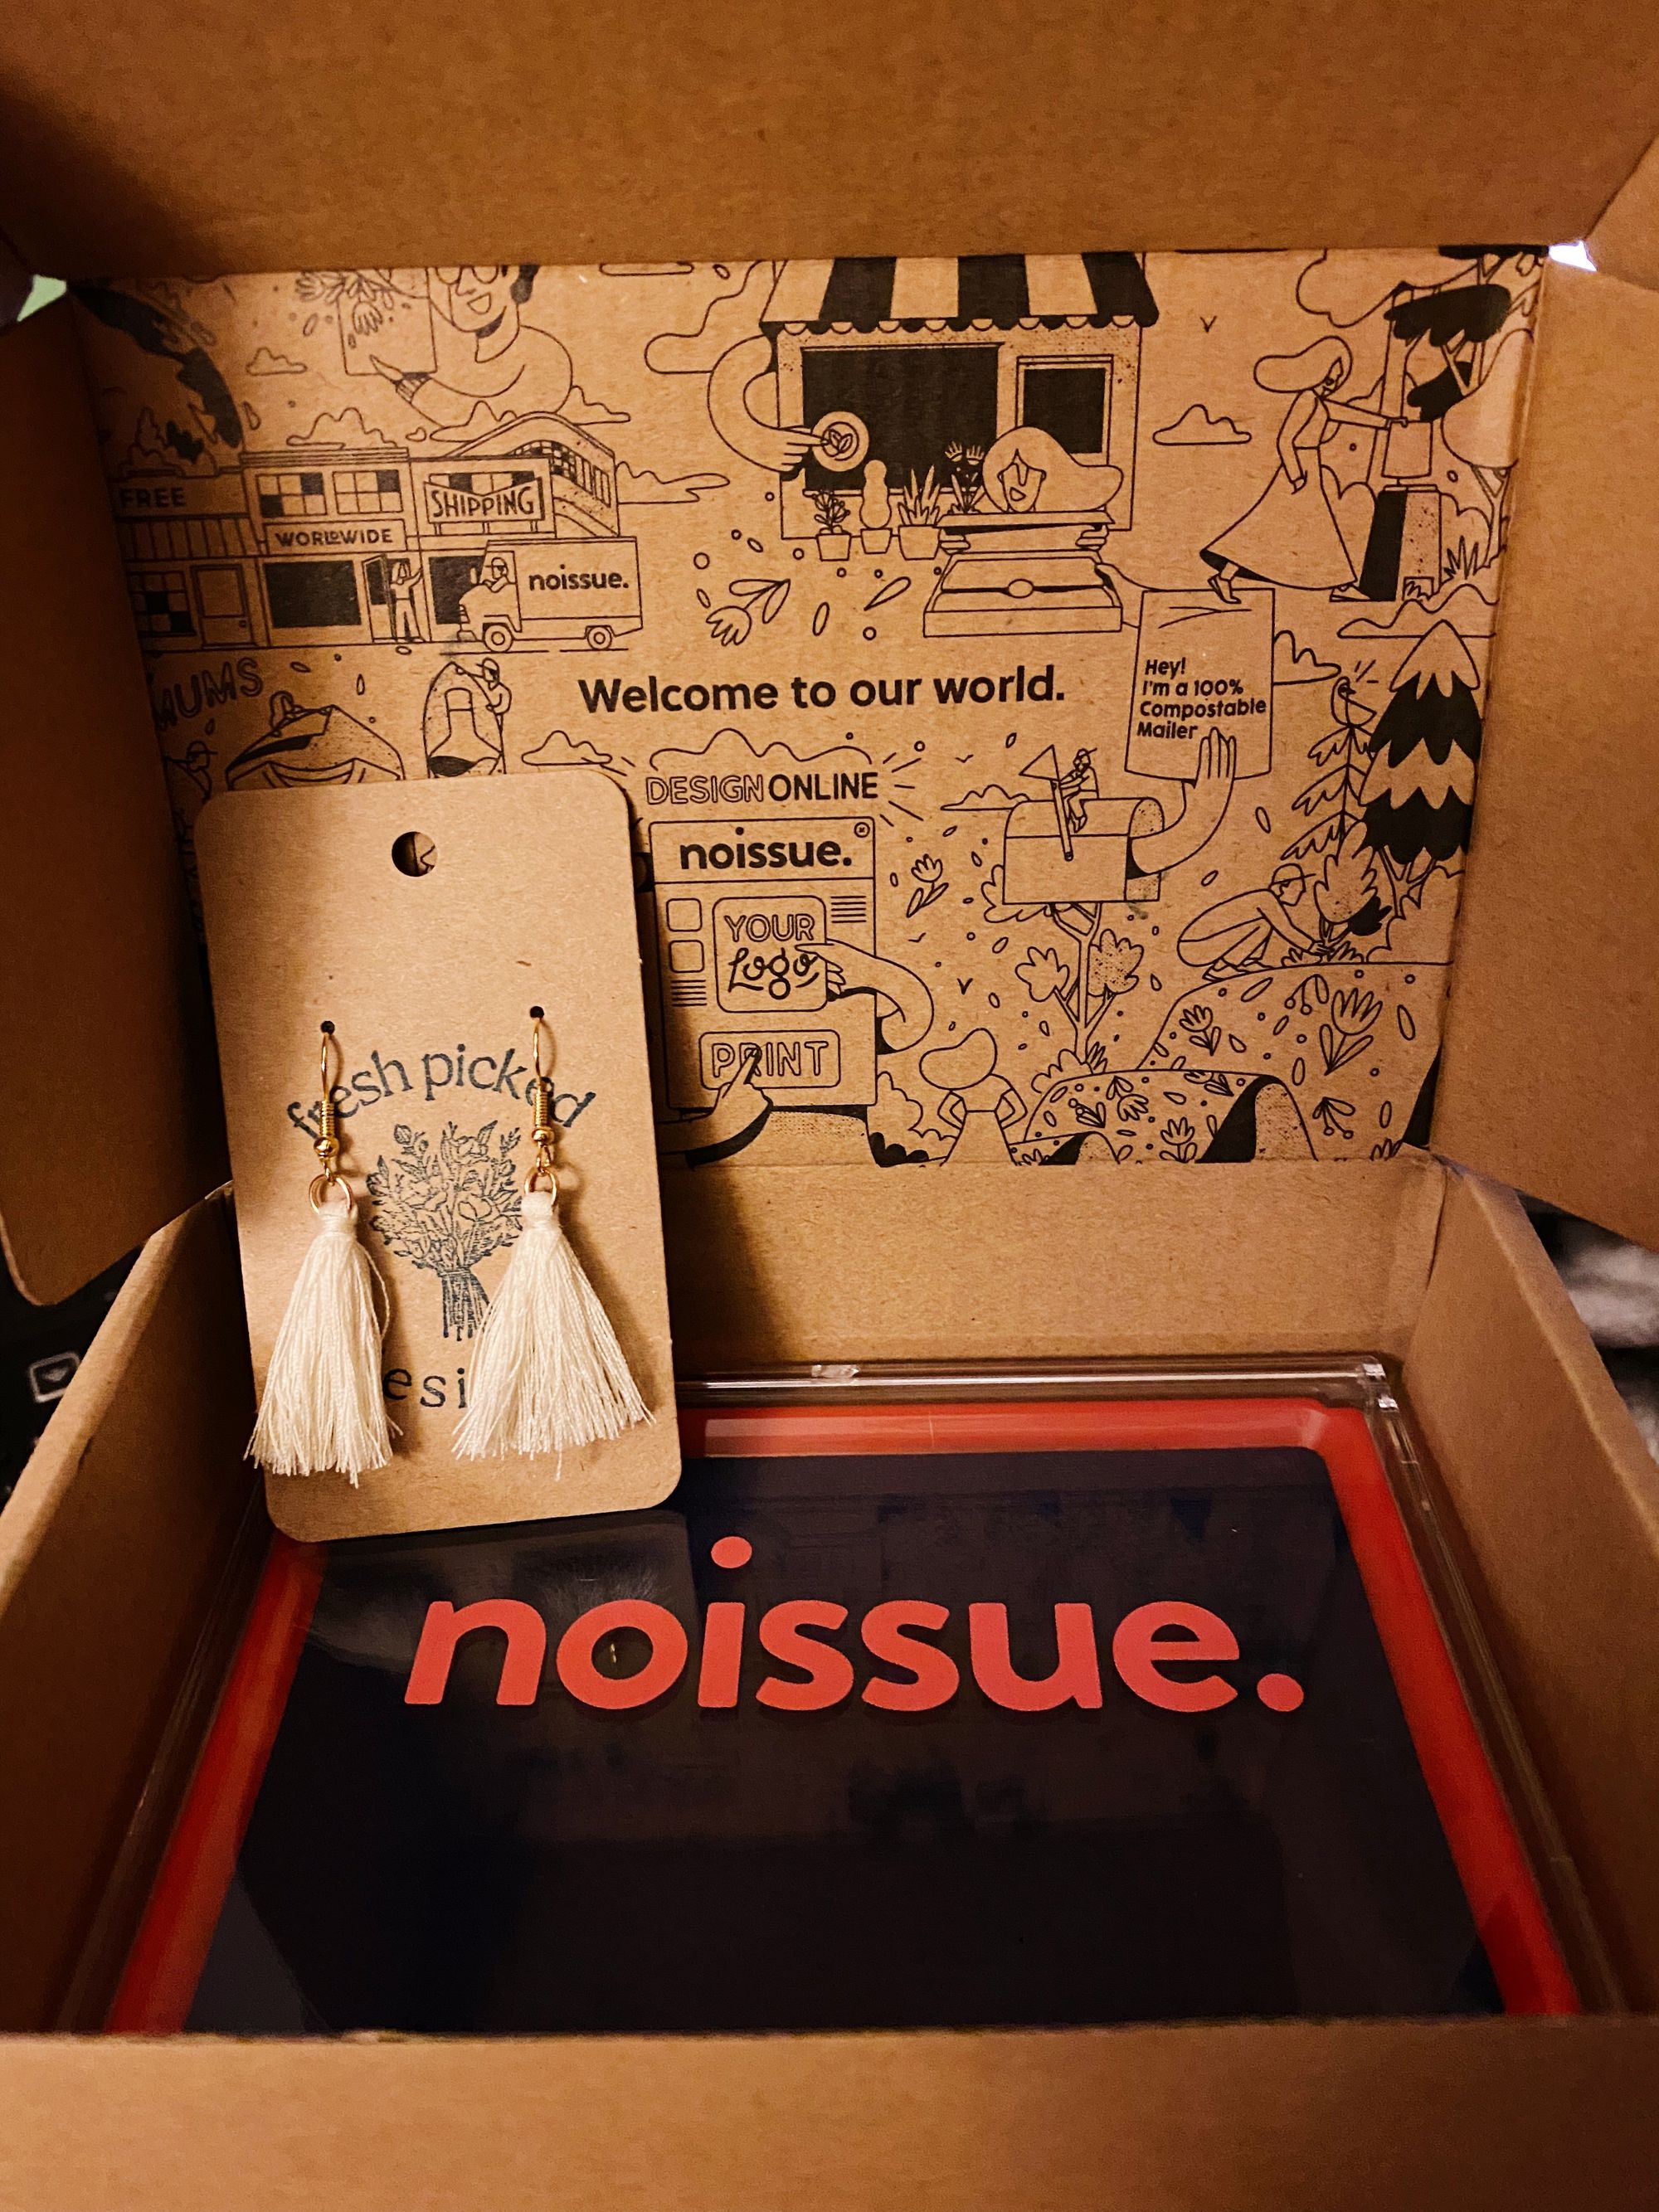 FREE
WORLDWIDE
SHIPPING
noissue.
MUMS
Welcome to our world.
Hey!
I'm a 100%
Compostable
Mailer
DESIGN ONLINE
noissue.
YOUR
Logo
PRINT
fresh picked
noissue.